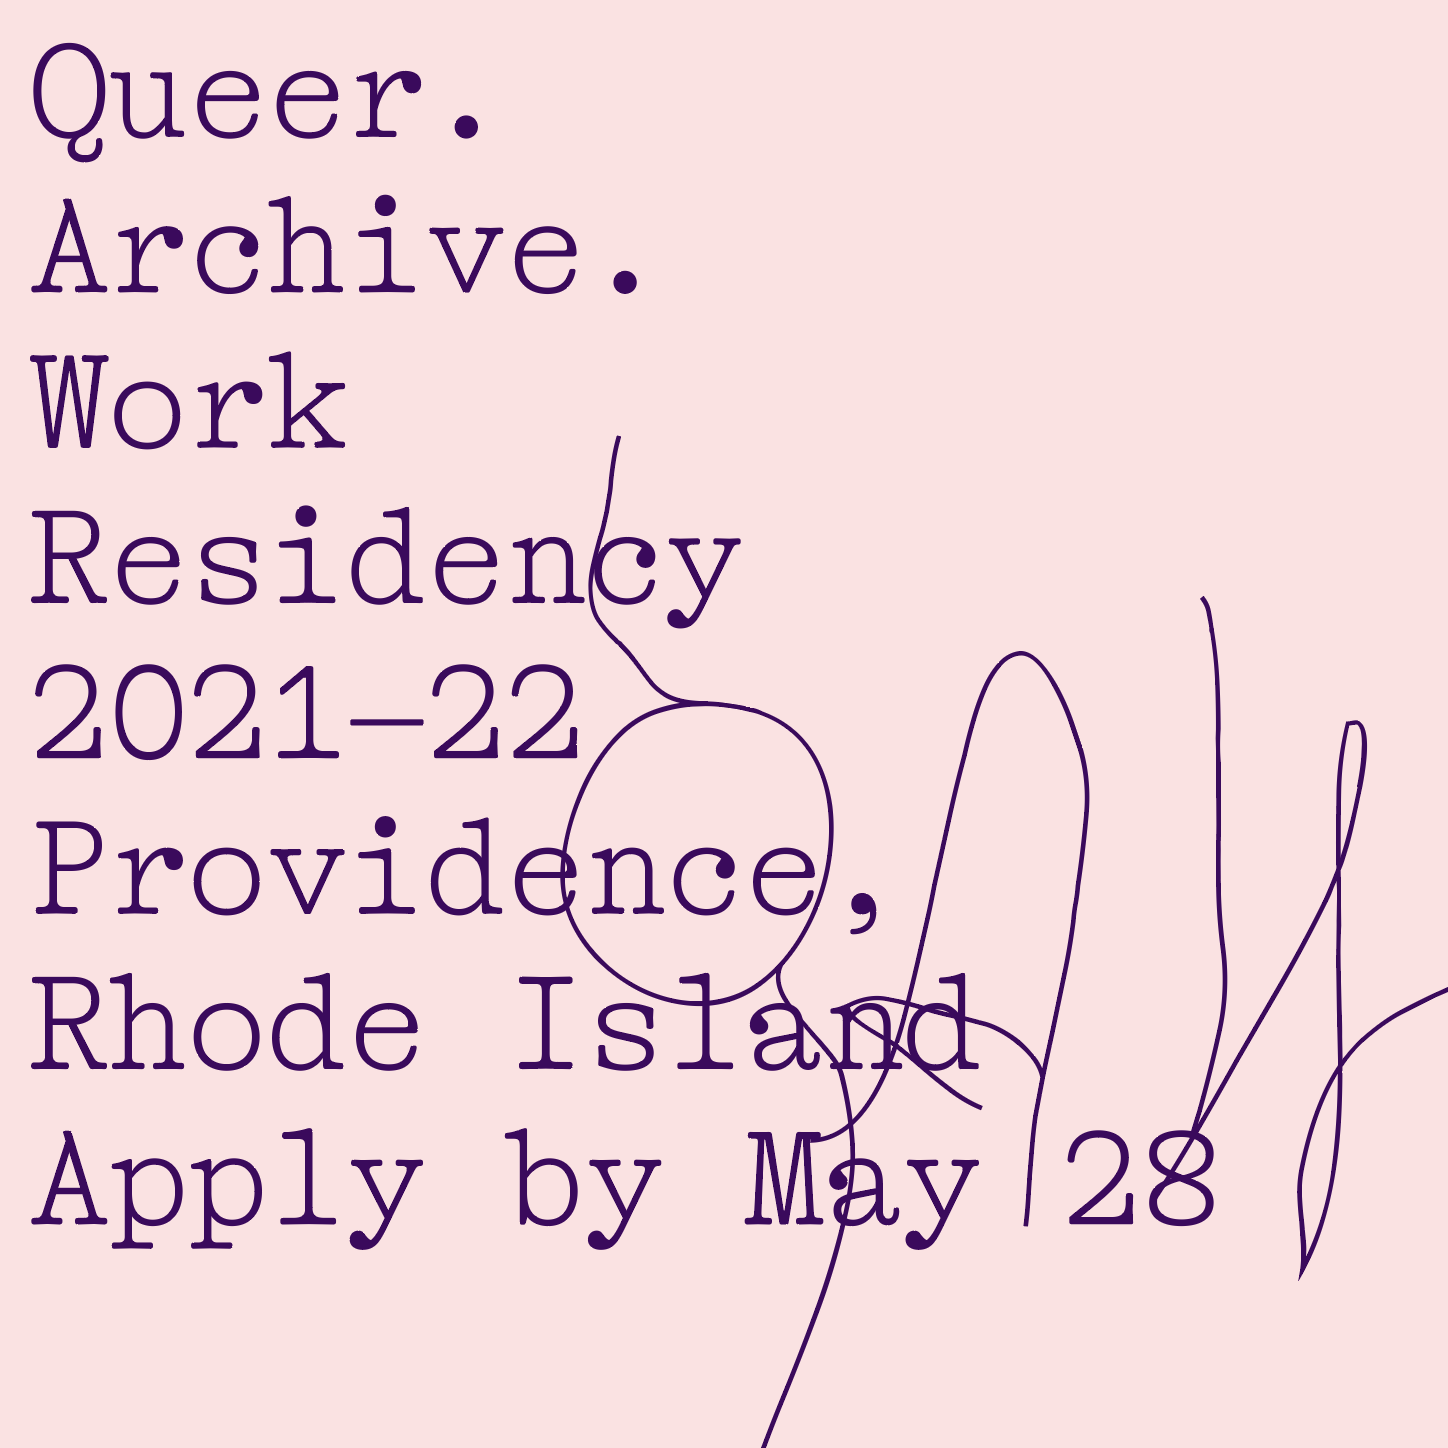 Queer.
Archive.
Work
Residency
2021–22
Providence,
Rhode Island
Apply by May 28